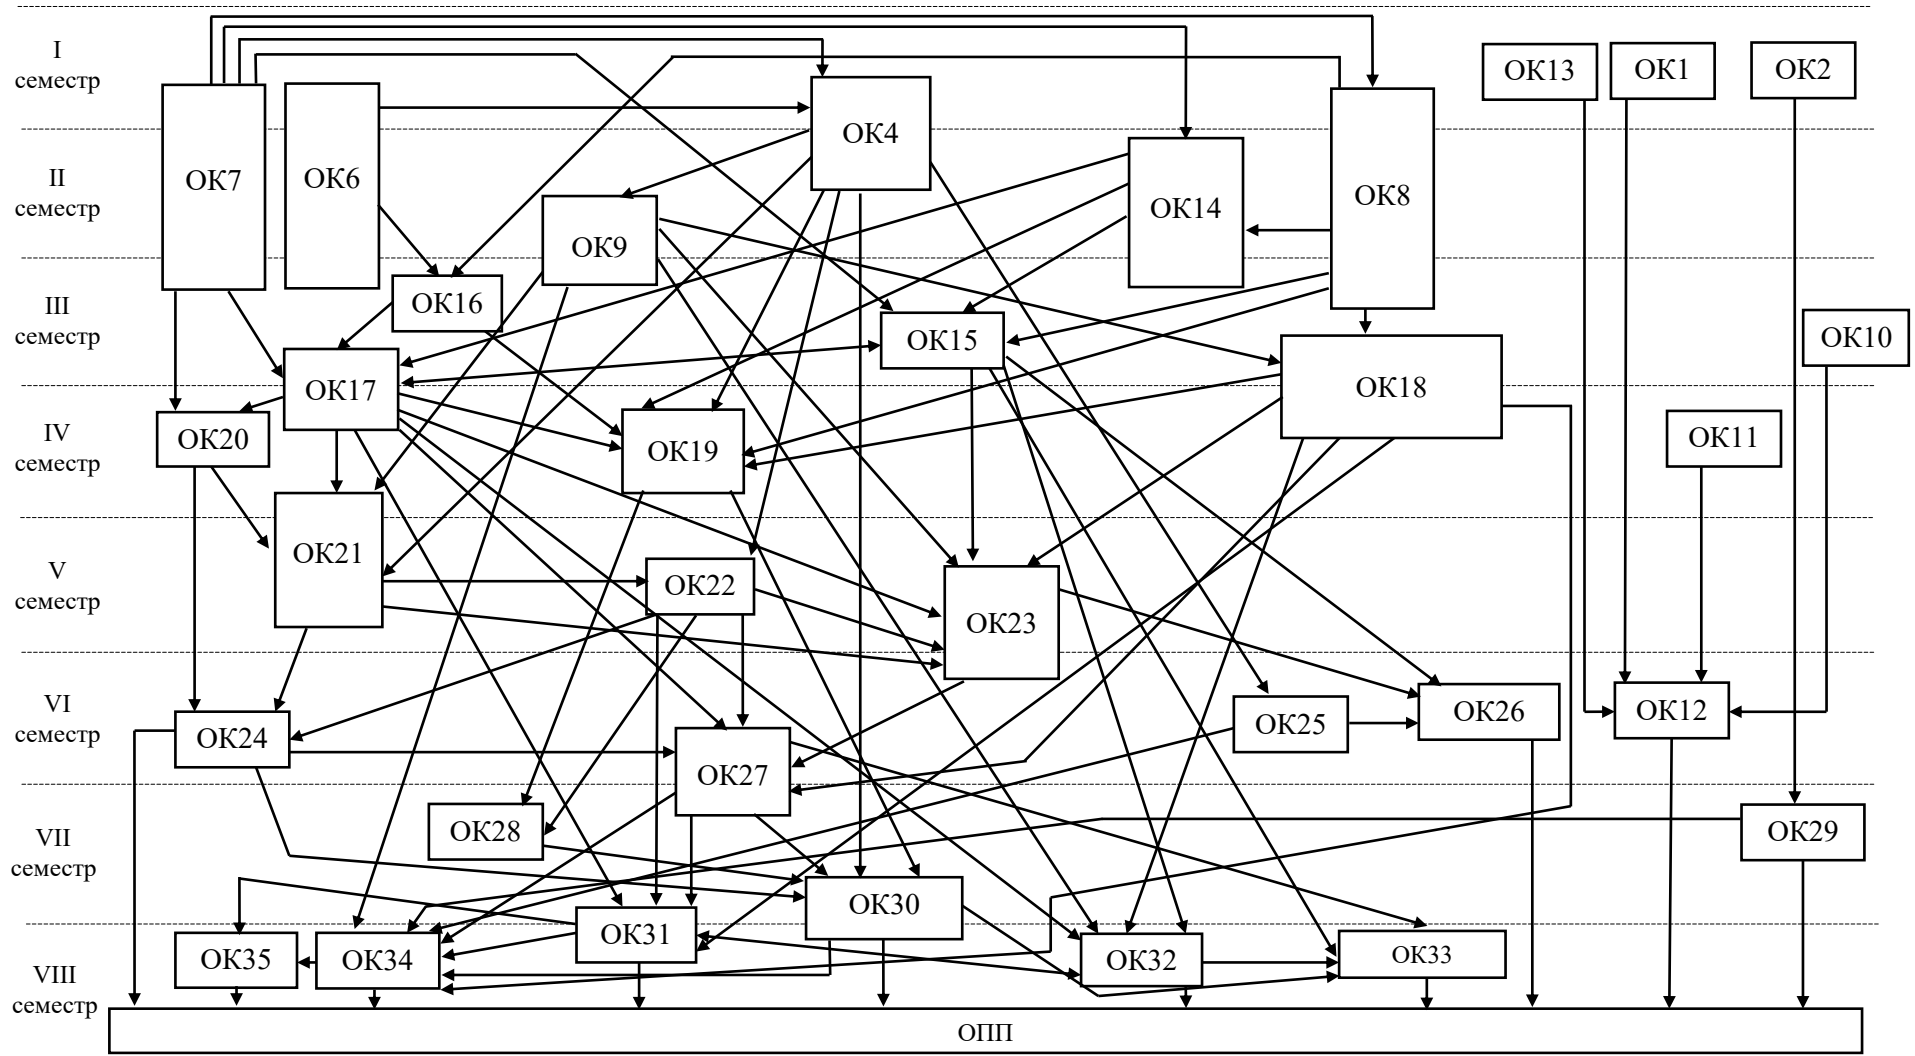 I
семестр
ОК13
ОК1
ОК2
ОК4
ОК7
ОК6
II
семестр
ОК14
ОК8
ОК9
III
семестр
ОК16
ОК15
ОК10
ОК17
ОК18
IV
семестр
ОК20
ОК19
ОК11
ОК21
V
семестр
ОК22
ОК23
VI
семестр
ОК24
ОК25
ОК26
ОК12
ОК27
VII
семестр
ОК28
ОК29
ОК30
ОК31
VIII
семестр
ОК35
ОК34
ОК32
ОК33
ОПП